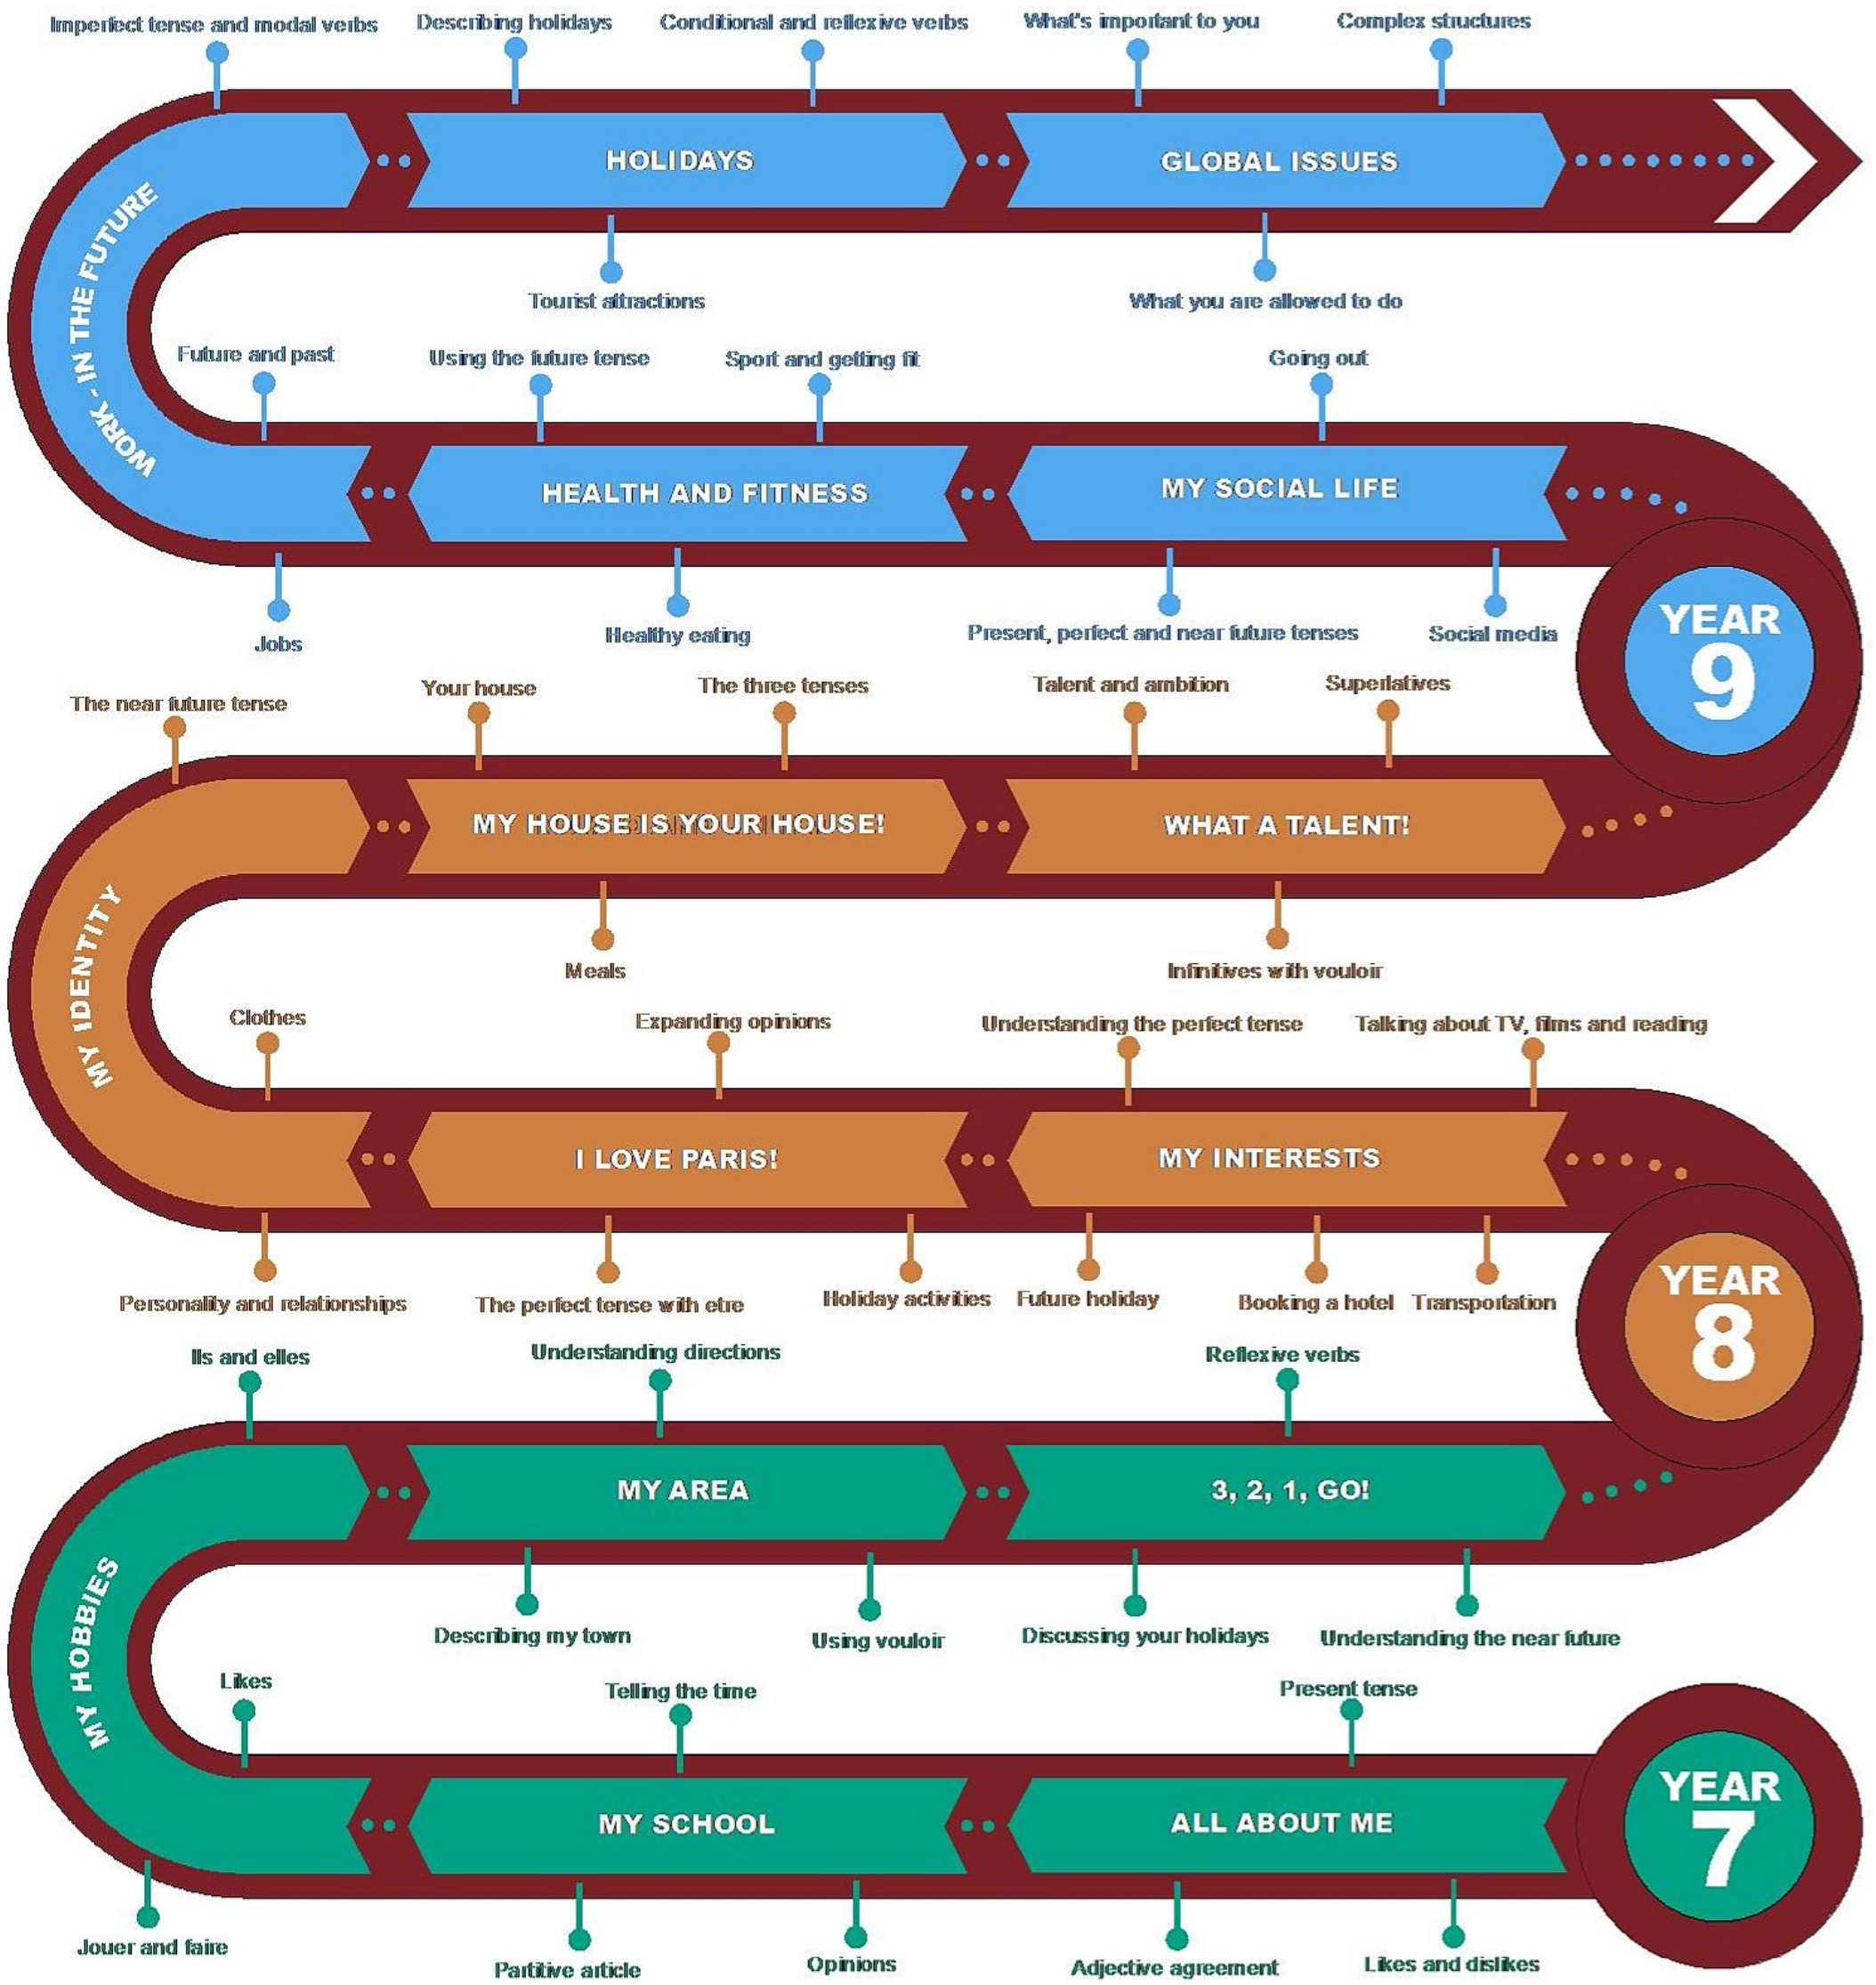 Imperfect tense and modal verbs
Describing holidays
Conditional and reflexive verbs
What's important to you
Complex structures
HOLIDAYS
GLOBAL ISSUES
WORK - IN THE FUTURE
Tourist attractions
What you are allowed to do
Future and past
Using the future tense
Sport and getting fit
Going out
HEALTH AND FITNESS
MY SOCIAL LIFE
Jobs
Healthy eating
Present, perfect and near future tenses
Social media
YEAR
9
The near future tense
Your house
The three tenses
Talent and ambition
Superlatives
MY HOUSE IS YOUR HOUSE!
WHAT A TALENT!
MY IDENTITY
Meals
Infinitives with vouloir
Clothes
Expanding opinions
Understanding the perfect tense
Talking about TV, films and reading
I LOVE PARIS!
MY INTERESTS
Personality and relationships
The perfect tense with etre
Holiday activities
Future holiday
Booking a hotel
Transportation
YEAR
8
Ils and elles
Understanding directions
Reflexive verbs
MY AREA
3, 2, 1, GO!
MY HOBBIES
Describing my town
Using vouloir
Discussing your holidays
Understanding the near future
Likes
Telling the time
Present tense
MY SCHOOL
ALL ABOUT ME
YEAR
7
Jouer and faire
Partitive article
Opinions
Adjective agreement
Likes and dislikes